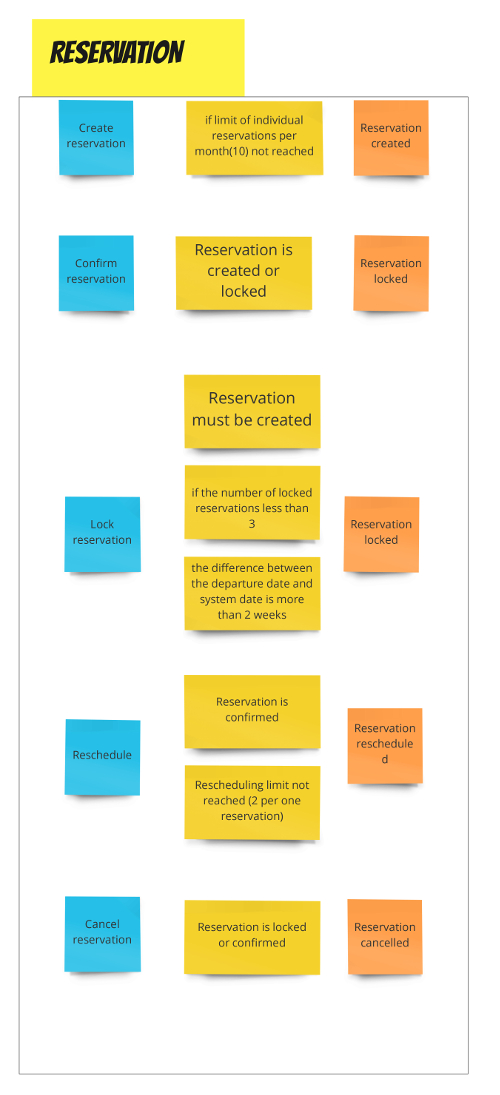 RESERVATION
Create
reservation
if limit of individual
reservations per
month(10) not reached
Reservation
created
Confirm
reservation
Reservation is
created or
locked
Reservation
locked
Reservation
must be created
Lock
reservation
if the number of locked
reservations less than
3
the difference between
the departure date and
system date is more
than 2 weeks
Reservation
locked
Reschedule
Reservation is
confirmed
Rescheduling limit not
reached (2 per one
reservation)
Reservation
reschedule
d
Cancel
reservation
Reservation is locked
or confirmed
Reservation
cancelled